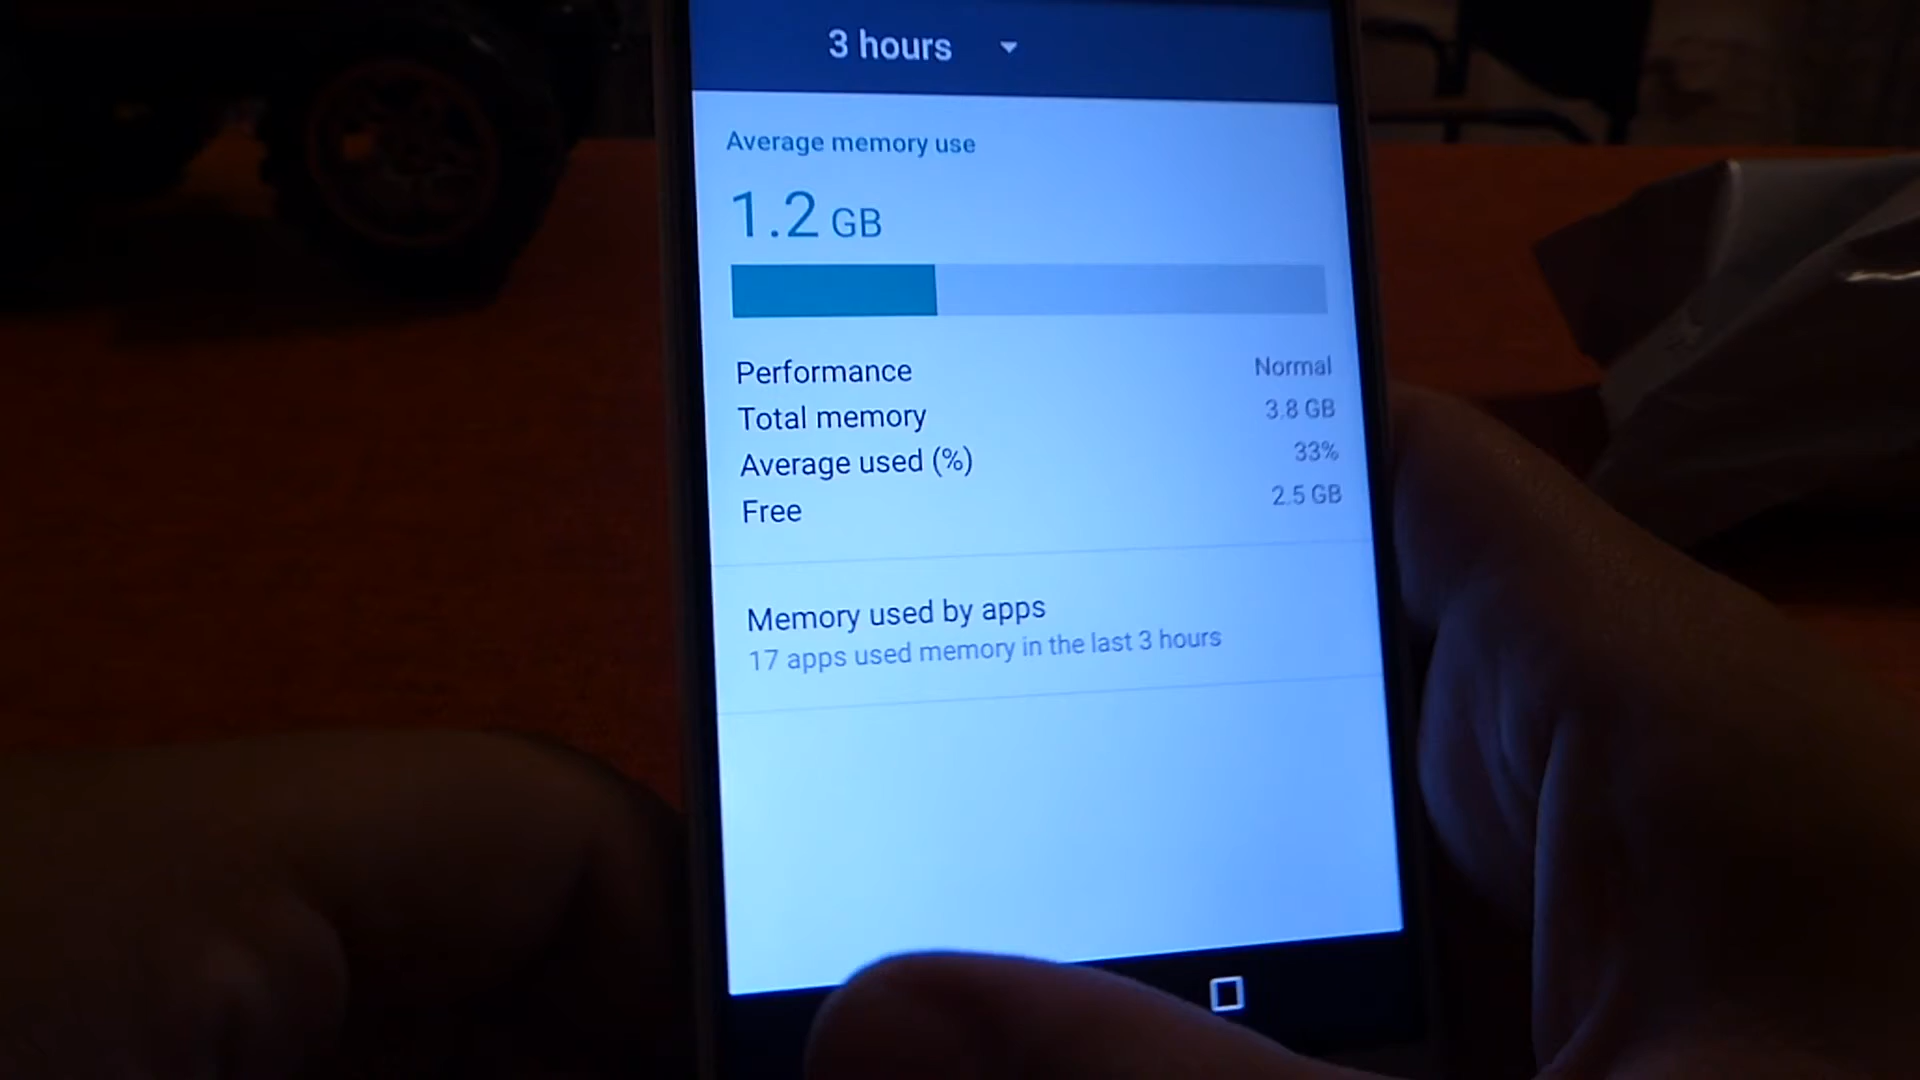 3 hours
Average memory use
1.2 GB
Performance Normal
Total memory 3.8 GB
Average used (%) 33%
Free 2.5 GB
Memory used by apps
17 apps used memory in the last 3 hours